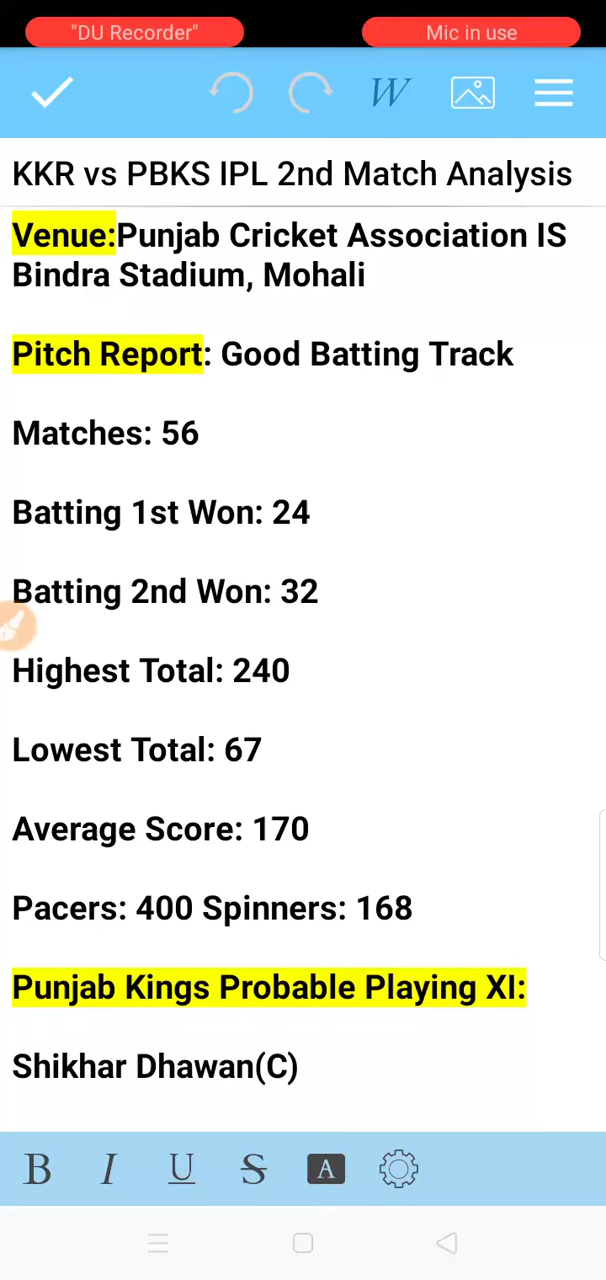 "DU Recorder" Mic in use
W
KKR vs PBKS IPL 2nd Match Analysis
Venue:Punjab Cricket Association IS
Bindra Stadium, Mohali
Pitch Report: Good Batting Track
Matches: 56
Batting 1st Won: 24
Batting 2nd Won: 32
Highest Total: 240
Lowest Total: 67
Average Score: 170
Pacers: 400 Spinners: 168
Punjab Kings Probable Playing XI:
Shikhar Dhawan(C)
B I U S A